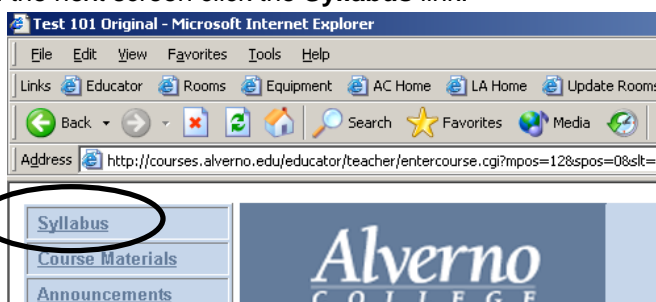 the next screen click the Syllabus link.
Test 101 Original - Microsoft Internet Explorer
File Edit View Favorites Tools Help
Links Educator Rooms Equipment AC Home LA Home Update Rooms
Back Search Favorites Media
Address http://courses.alverno.edu/educator/teacher/entercourse.cgi?mpos=12&spos=0&slt=
Syllabus
Course Materials
Announcements
Alverno
COLLEGE